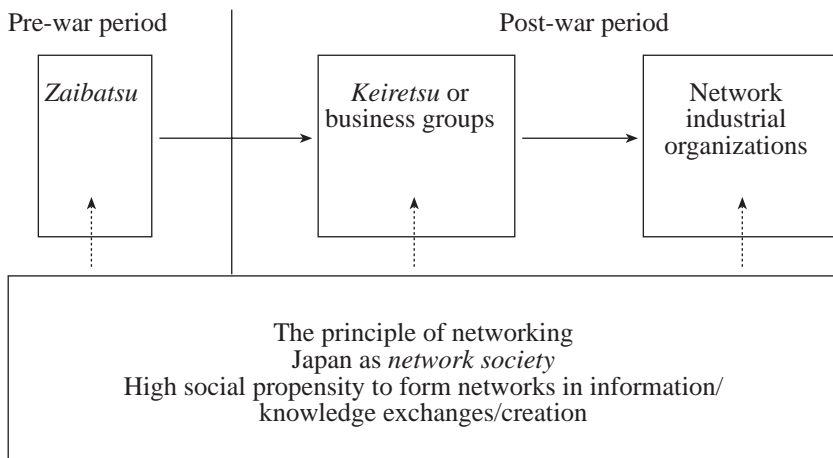 Pre-war period
Post-war period
Zaibatsu
Keiretsu or
business groups
Network
industrial
organizations
The principle of networking
Japan as network society
High social propensity to form networks in information/
knowledge exchanges/creation